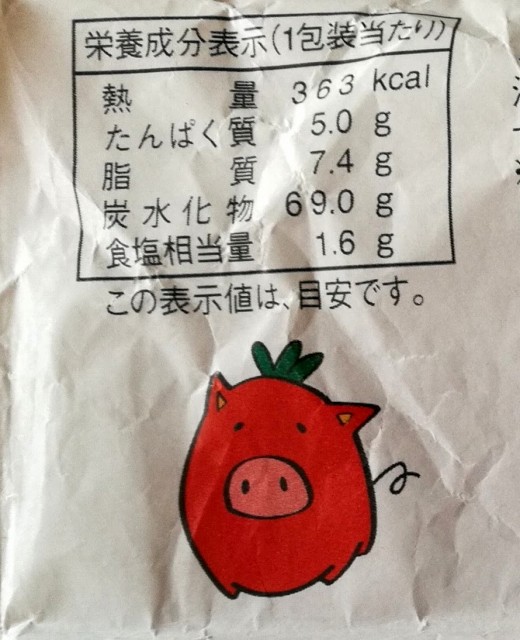 栄養成分表示(1包装当たり)
熱量 363 kcal
たんぱく質 5.0 g
脂質 7.4 g
炭水化物 69.0 g
食塩相当量 1.6 g
この表示値は、目安です。